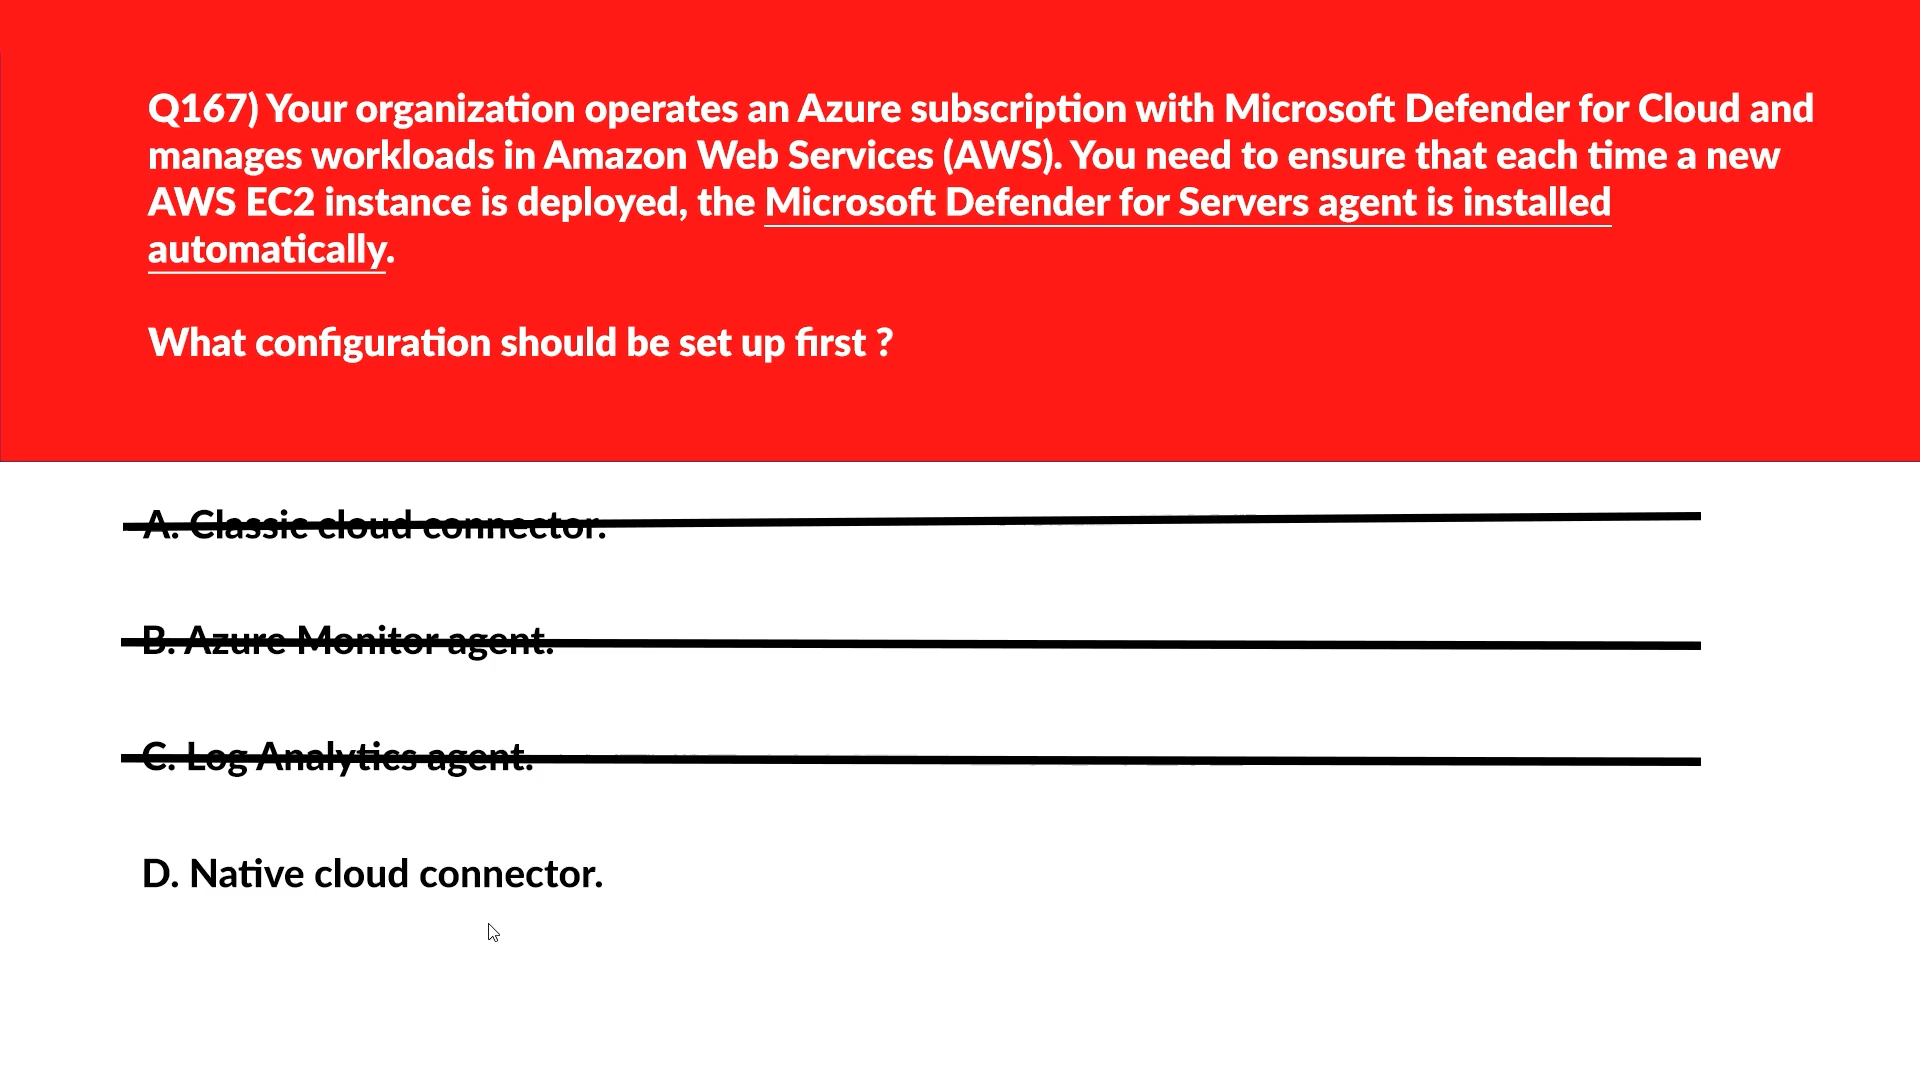 Q167) Your organization operates an Azure subscription with Microsoft Defender for Cloud and
manages workloads in Amazon Web Services (AWS). You need to ensure that each time a new
AWS EC2 instance is deployed, the Microsoft Defender for Servers agent is installed
automatically.
What configuration should be set up first ?
A. Classic cloud connector.
B. Azure Monitor agent.
C. Log Analytics agent.
D. Native cloud connector.